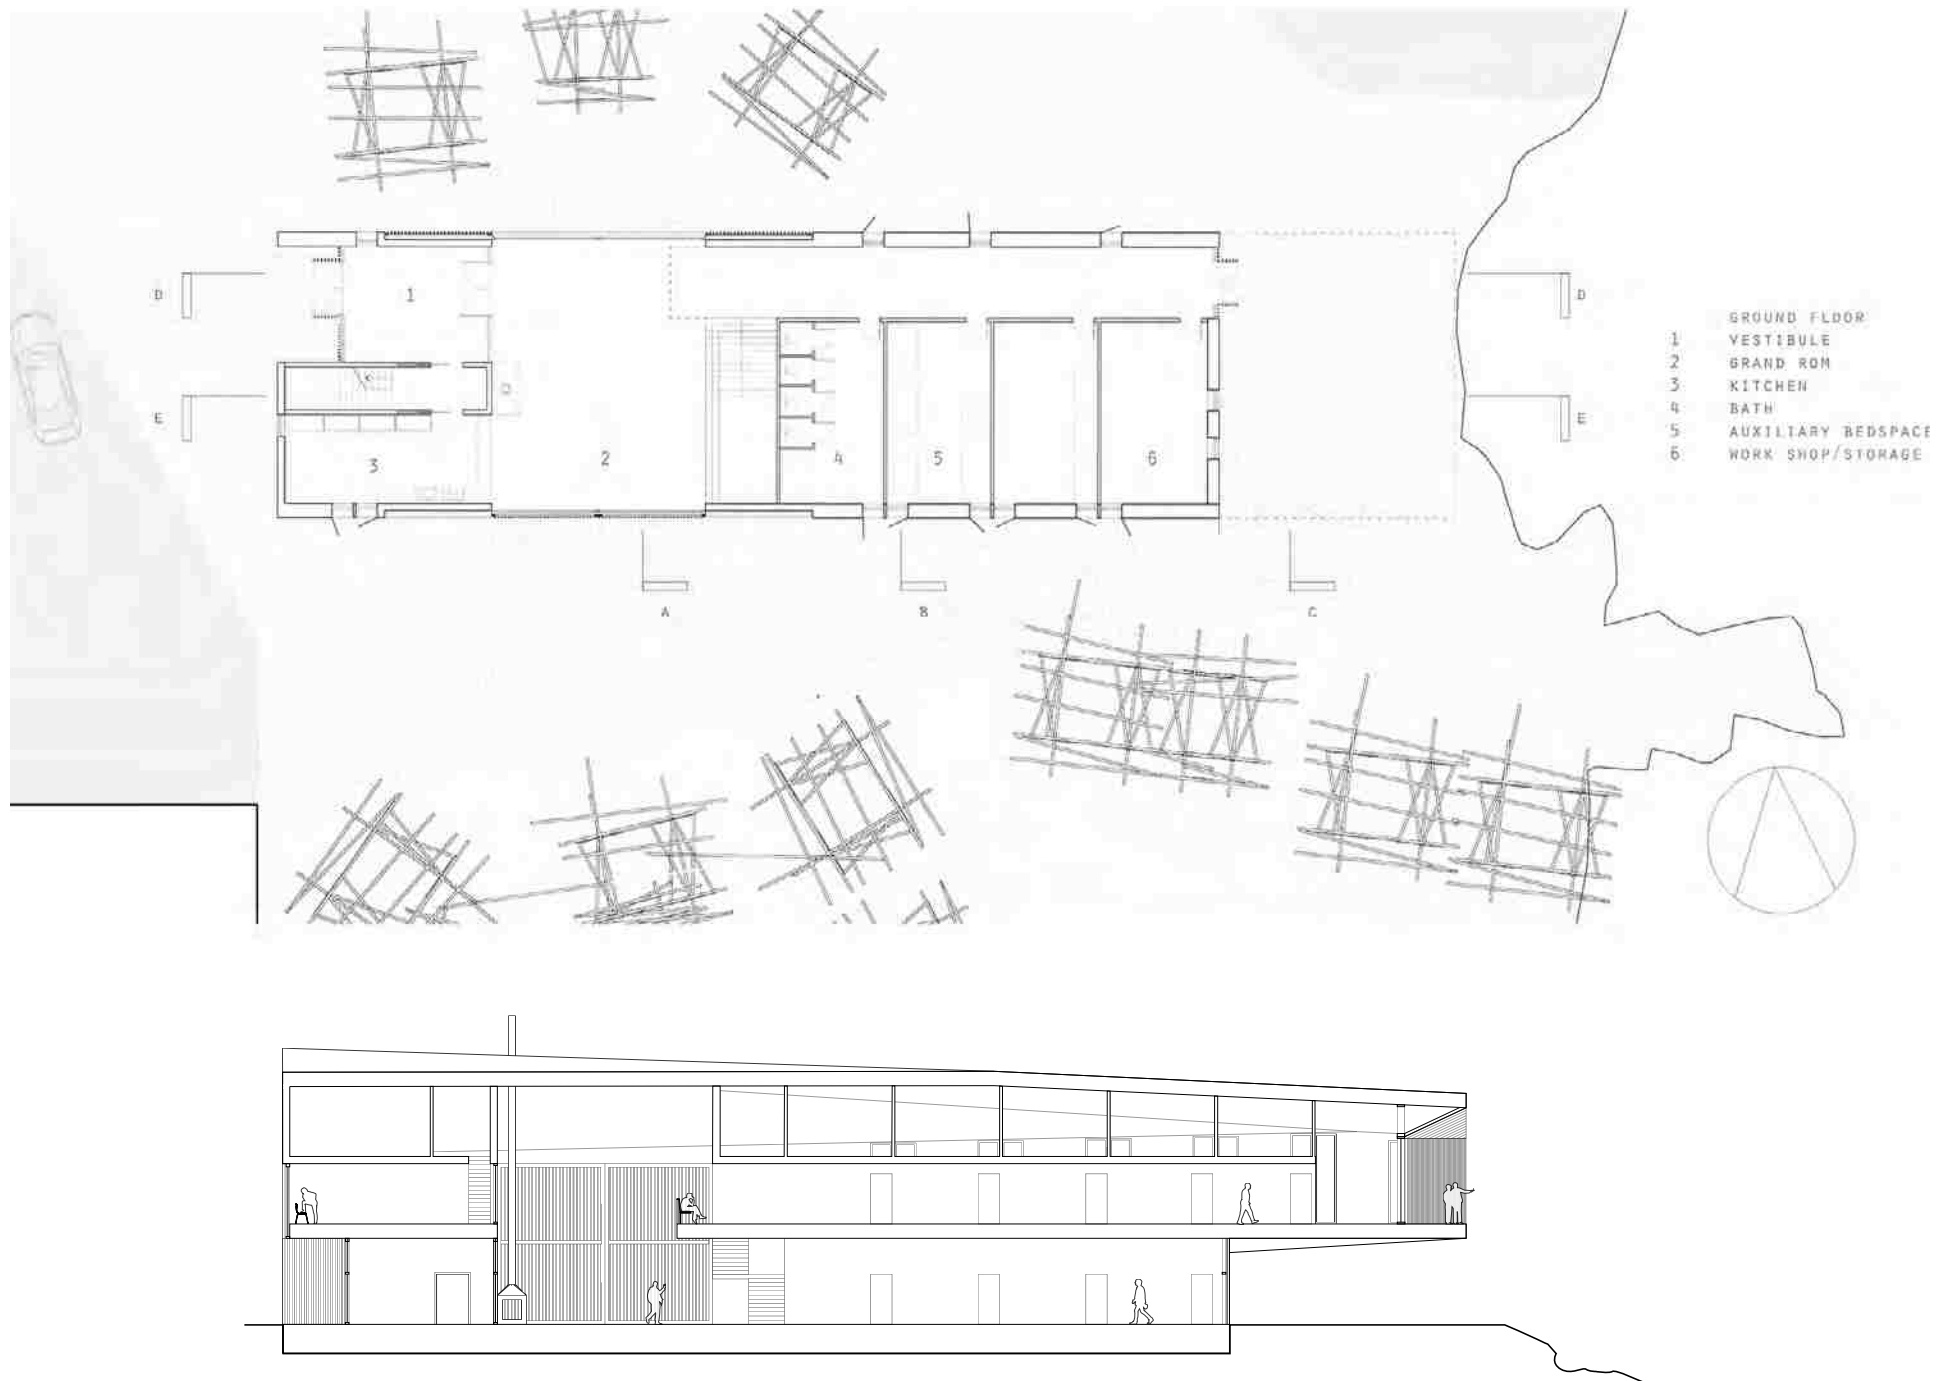 D
E
1
3
2
4
5
6
A
B
C
D
E
GROUND FLOOR
1 VESTIBULE
2 GRAND ROM
3 KITCHEN
4 BATH
5 AUXILIARY BEDSPACE
6 WORK SHOP/STORAGE